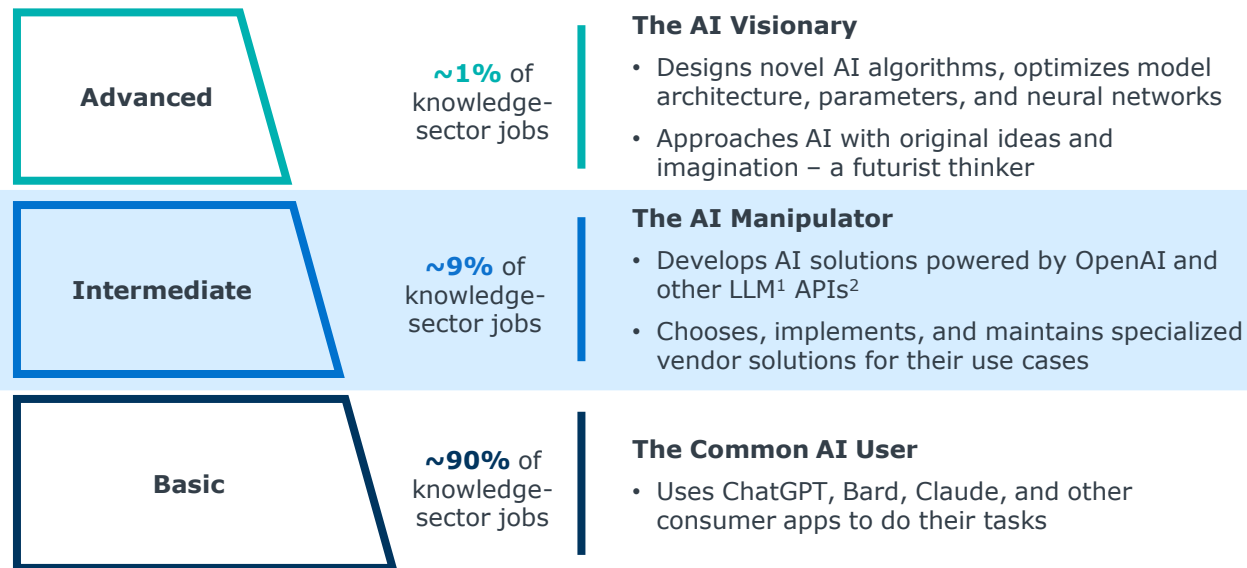 Advanced
~1% of
knowledge-
sector jobs
The AI Visionary
• Designs novel AI algorithms, optimizes model
architecture, parameters, and neural networks
• Approaches AI with original ideas and
imagination – a futurist thinker
Intermediate
~9% of
knowledge-
sector jobs
The AI Manipulator
• Develops AI solutions powered by OpenAI and
other LLM¹ APIs²
• Chooses, implements, and maintains specialized
vendor solutions for their use cases
Basic
~90% of
knowledge-
sector jobs
The Common AI User
• Uses ChatGPT, Bard, Claude, and other
consumer apps to do their tasks